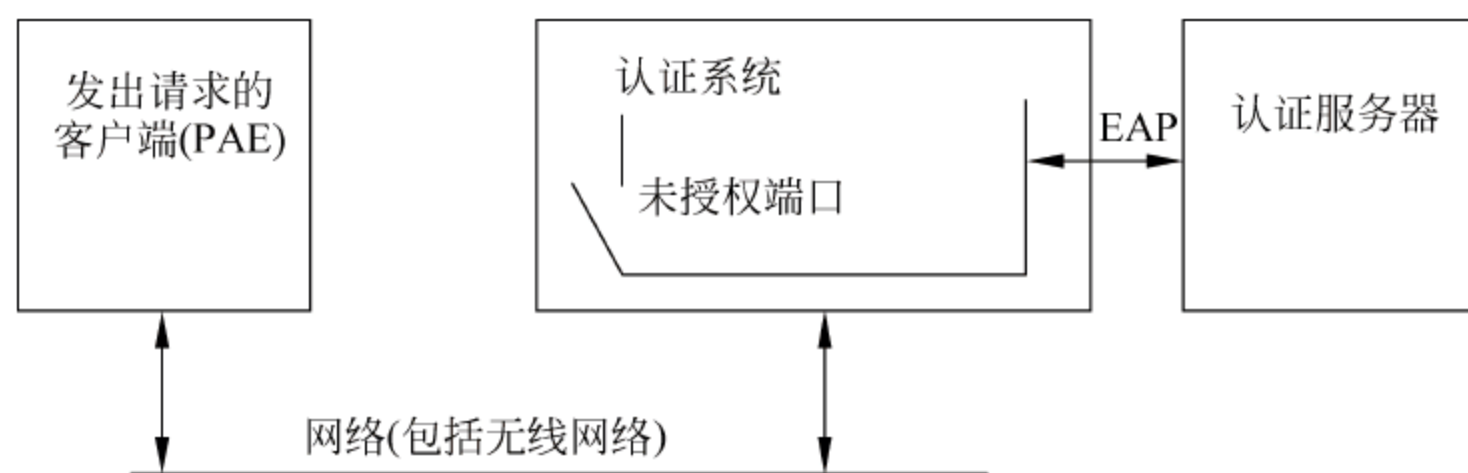 发出请求的
客户端(PAE)
认证系统
未授权端口
EAP
认证服务器
网络(包括无线网络)